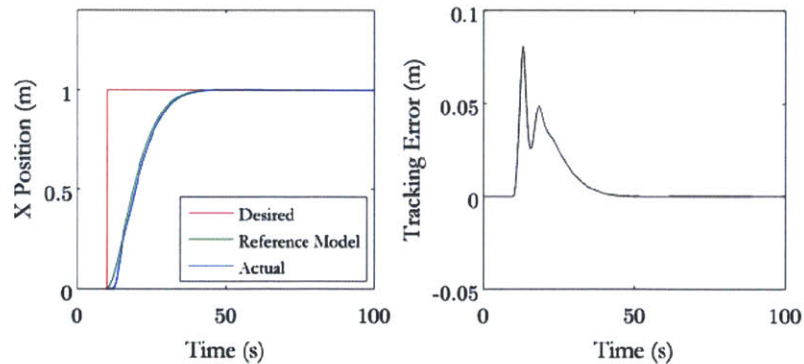 X Position (m)
1
0.5
0
Desired
Reference Model
Actual
0
50
100
Time (s)
Tracking Error (m)
0.1
0.05
0
-0.05
0
50
100
Time (s)